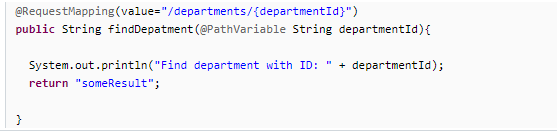 @RequestMapping(value="/departments/{departmentId}")
public String findDepatment(@PathVariable String departmentId){
System.out.println("Find department with ID: " + departmentId);
return "someResult";
}